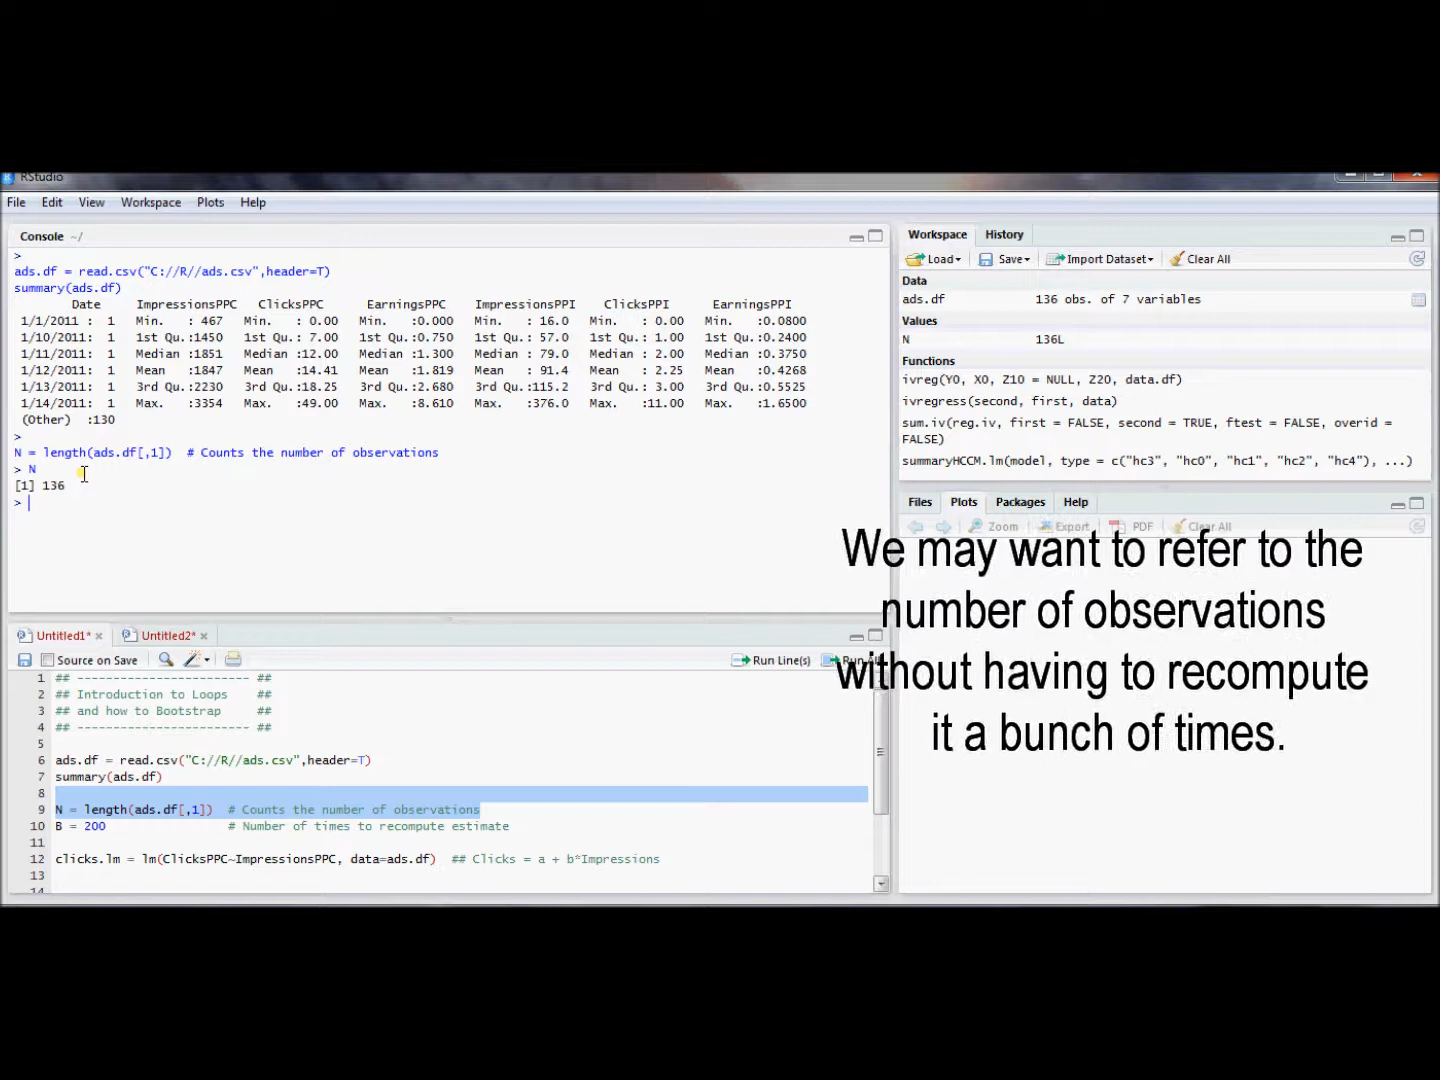 RStudio
File Edit View Workspace Plots Help
Console ~/
>
ads.df = read.csv("C://R//ads.csv",header=T)
summary(ads.df)
Date ImpressionsPPC ClicksPPC EarningsPPC ImpressionsPPI ClicksPPI EarningsPPI
1/1/2011 : 1 Min. : 467 Min. : 0.00 Min. :0.000 Min. : 16.0 Min. : 0.00 Min. :0.0800
1/10/2011: 1 1st Qu.:1450 1st Qu.: 7.00 1st Qu.:0.750 1st Qu.: 57.0 1st Qu.: 1.00 1st Qu.:0.2400
1/11/2011: 1 Median :1851 Median :12.00 Median :1.300 Median : 79.0 Median : 2.00 Median :0.3750
1/12/2011: 1 Mean :1847 Mean :14.41 Mean :1.819 Mean : 91.4 Mean : 2.25 Mean :0.4268
1/13/2011: 1 3rd Qu.:2230 3rd Qu.:18.25 3rd Qu.:2.680 3rd Qu.:115.2 3rd Qu.: 3.00 3rd Qu.:0.5525
1/14/2011: 1 Max. :3354 Max. :49.00 Max. :8.610 Max. :376.0 Max. :11.00 Max. :1.6500
(Other) :130
>
N = length(ads.df[,1]) # Counts the number of observations
> N
[1] 136
>
Untitled1* Untitled2*
Source on Save Run Line(s) Run All
1 ## ------------------------ ##
2 ## Introduction to Loops ##
3 ## and how to Bootstrap ##
4 ## ------------------------ ##
5
6 ads.df = read.csv("C://R//ads.csv",header=T)
7 summary(ads.df)
8
9 N = length(ads.df[,1]) # Counts the number of observations
10 B = 200 # Number of times to recompute estimate
11
12 clicks.lm = lm(ClicksPPC~ImpressionsPPC, data=ads.df) ## Clicks = a + b*Impressions
13
14
Workspace History
Load Save Import Dataset Clear All
Data
ads.df 136 obs. of 7 variables
Values
N 136L
Functions
ivreg(Y0, X0, Z10 = NULL, Z20, data.df)
ivregress(second, first, data)
sum.iv(reg.iv, first = FALSE, second = TRUE, ftest = FALSE, overid =
FALSE)
summaryHCCM.lm(model, type = c("hc3", "hc0", "hc1", "hc2", "hc4"), ...)
Files Plots Packages Help
Zoom Export PDF Clear All
We may want to refer to the
number of observations
without having to recompute
it a bunch of times.